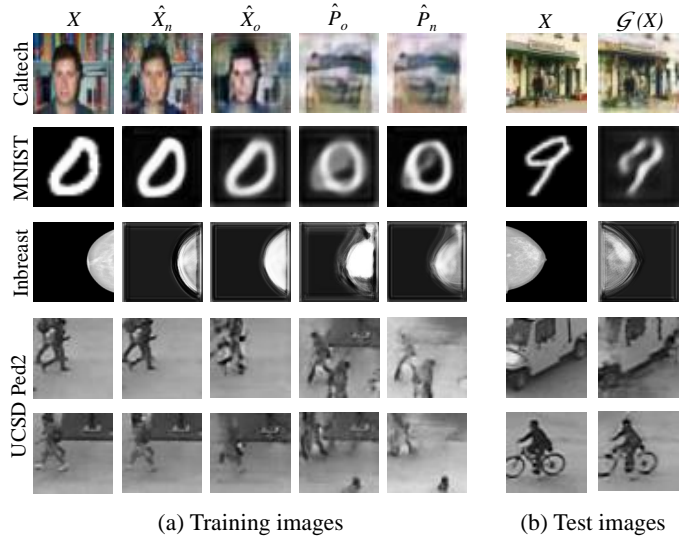 X X̂ₙ X̂ₒ P̂ₒ P̂ₙ X 𝒢(X)
Caltech
MNIST
Inbreast
UCSD Ped2
(a) Training images (b) Test images